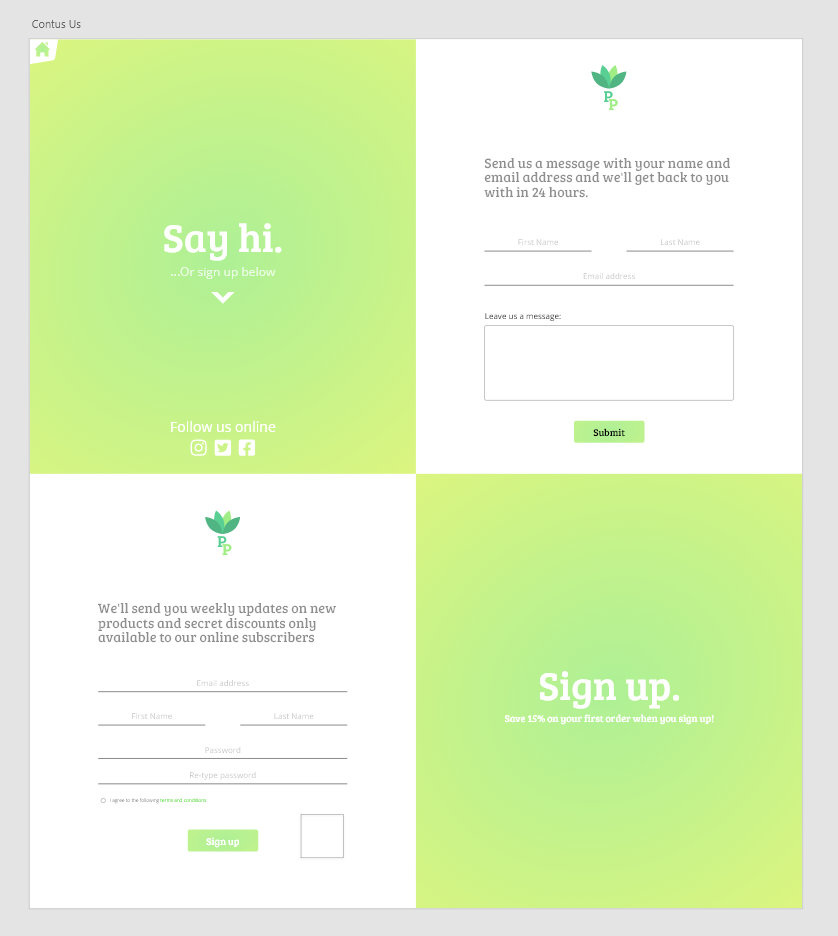 Contus Us
Say hi.
...Or sign up below
Follow us online
P
P
Send us a message with your name and
email address and we'll get back to you
with in 24 hours.
First Name
Last Name
Email address
Leave us a message:
Submit
P
P
We'll send you weekly updates on new
products and secret discounts only
available to our online subscribers
Email address
First Name
Last Name
Password
Re-type password
I agree to the following terms and conditions
Sign up
Sign up.
Save 15% on your first order when you sign up!